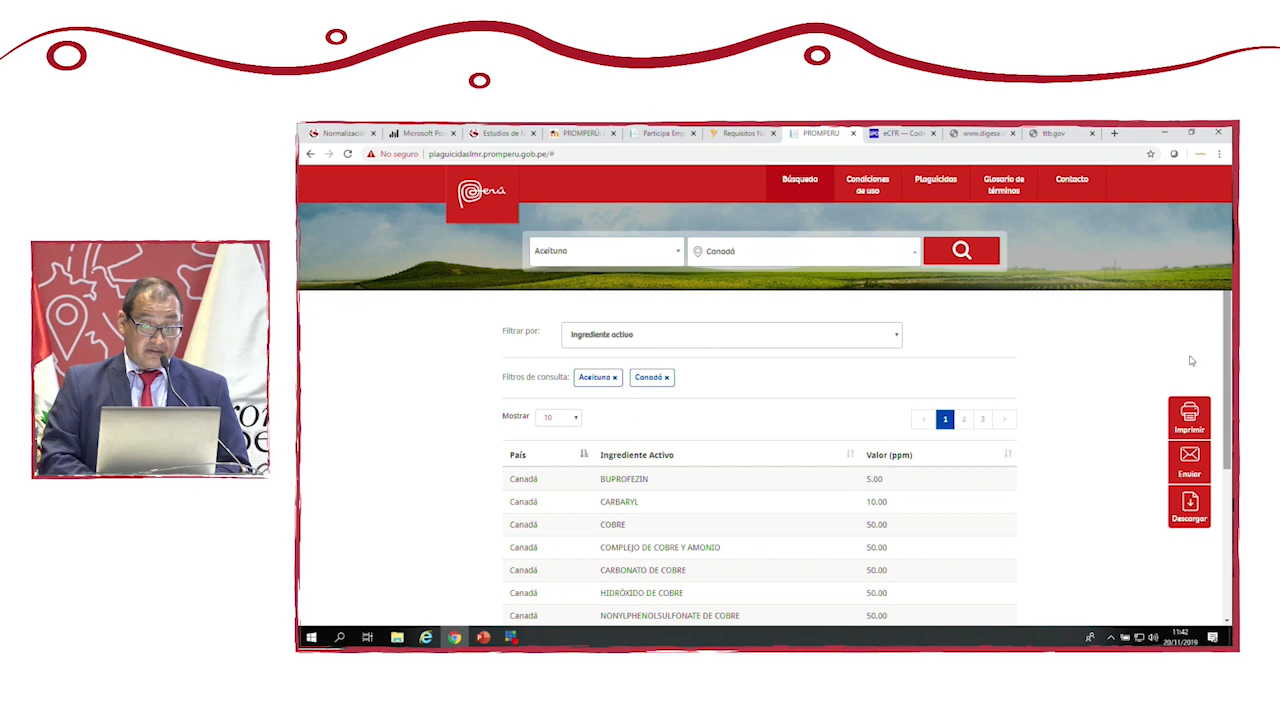 Normalizació
Microsoft Po
Estudios de
PROMPERÚ
Participa Emp
Requisitos No
PROMPERU
eCFR — Code
www.digesa.
ttb.gov
No seguro
plaguicidaslmr.promperu.gob.pe/#
Perú
Búsqueda
Condiciones
de uso
Plaguicidas
Glosario de
términos
Contacto
Aceituna
Canadá
Filtrar por:
Ingrediente activo
Filtros de consulta:
Aceituna ×
Canadá ×
Mostrar
10
‹ 1 2 3 ›
País Ingrediente Activo Valor (ppm)
Canadá BUPROFEZIN 5.00
Canadá CARBARYL 10.00
Canadá COBRE 50.00
Canadá COMPLEJO DE COBRE Y AMONIO 50.00
Canadá CARBONATO DE COBRE 50.00
Canadá HIDRÓXIDO DE COBRE 50.00
Canadá NONYLPHENOLSULFONATE DE COBRE 50.00
Imprimir
Enviar
Descargar
11:42
20/11/2019